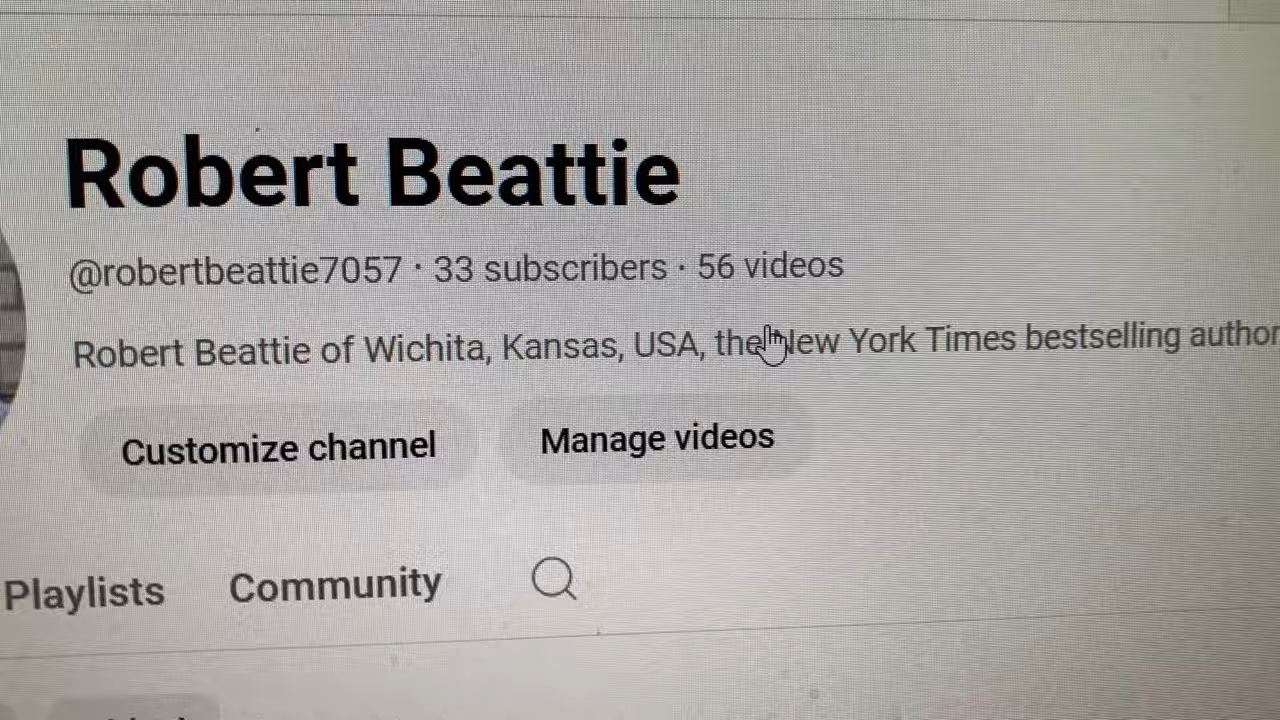 Robert Beattie
@robertbeattie7057 · 33 subscribers · 56 videos
Robert Beattie of Wichita, Kansas, USA, the New York Times bestselling author
Customize channel
Manage videos
Playlists
Community